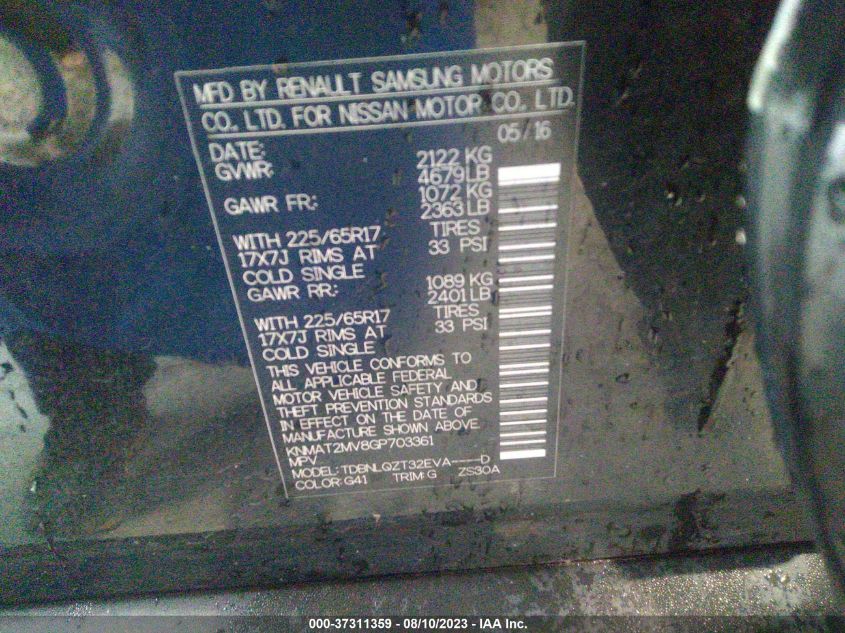 MFD BY RENAULT SAMSUNG MOTORS
CO., LTD. FOR NISSAN MOTOR CO., LTD.
DATE: 05/16
GVWR: 2122 KG
4679LB
GAWR FR: 1072 KG
2363 LB
WITH 225/65R17 TIRES
17X7J RIMS AT 33 PSI
COLD SINGLE
GAWR RR: 1089 KG
2401LB
WITH 225/65R17 TIRES
17X7J RIMS AT 33 PSI
COLD SINGLE
THIS VEHICLE CONFORMS TO
ALL APPLICABLE FEDERAL
MOTOR VEHICLE SAFETY AND
THEFT PREVENTION STANDARDS
IN EFFECT ON THE DATE OF
MANUFACTURE SHOWN ABOVE.
KNMAT2MV8GP703361
MPV
MODEL: TDBNLQZT32EVA----D
COLOR: G41 TRIM: G ZS30A
000-37311359 - 08/10/2023 - IAA Inc.